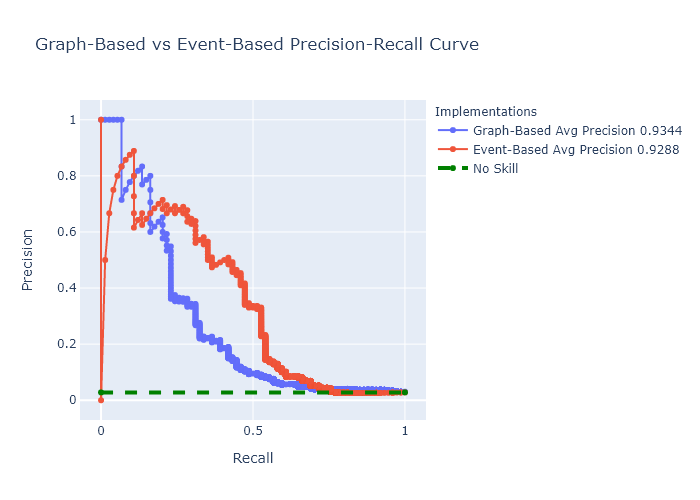 Graph-Based vs Event-Based Precision-Recall Curve
Implementations
Graph-Based Avg Precision 0.9344
Event-Based Avg Precision 0.9288
No Skill
Precision
1
0.8
0.6
0.4
0.2
0
0
0.5
1
Recall